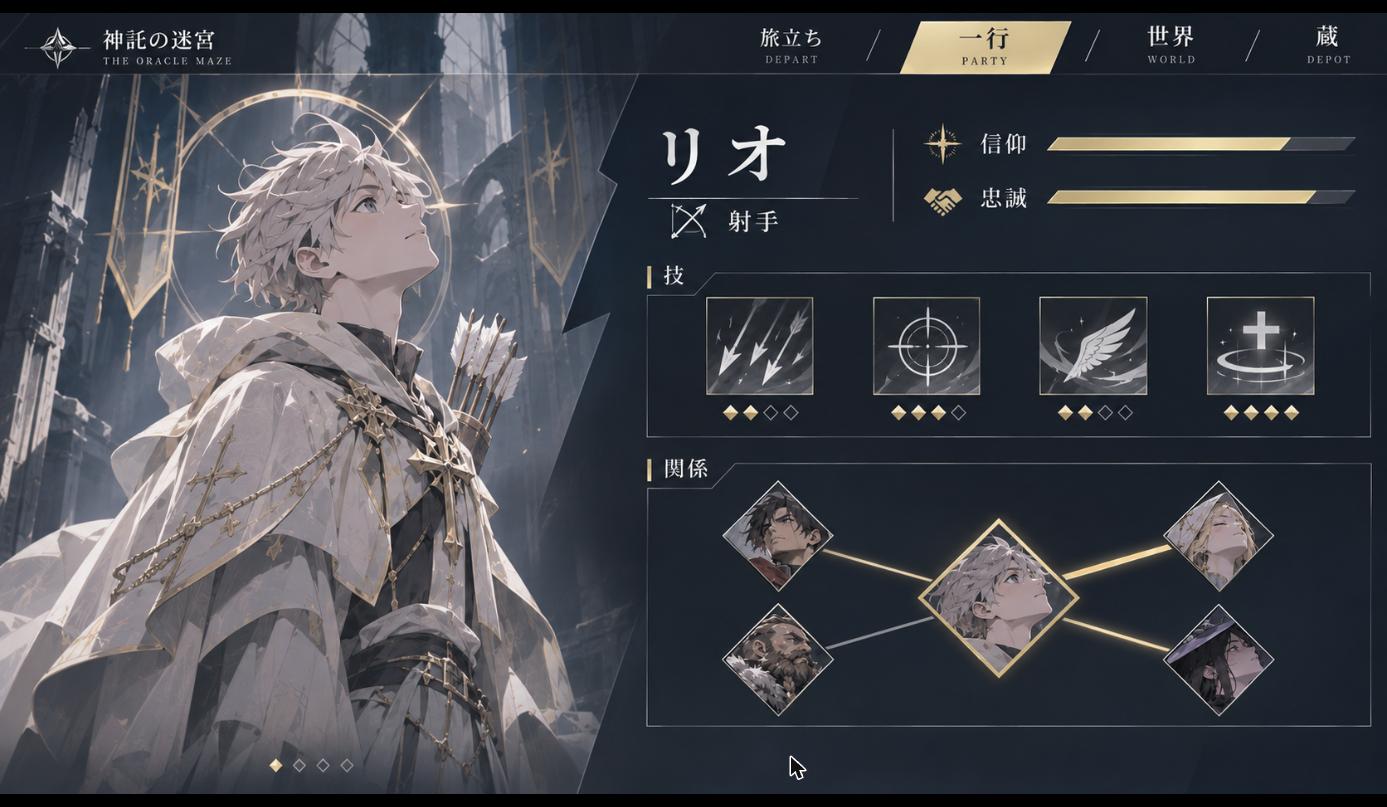 神託の迷宮
THE ORACLE MAZE
旅立ち
DEPART
一行
PARTY
世界
WORLD
蔵
DEPOT
リオ
射手
信仰
忠誠
技
関係